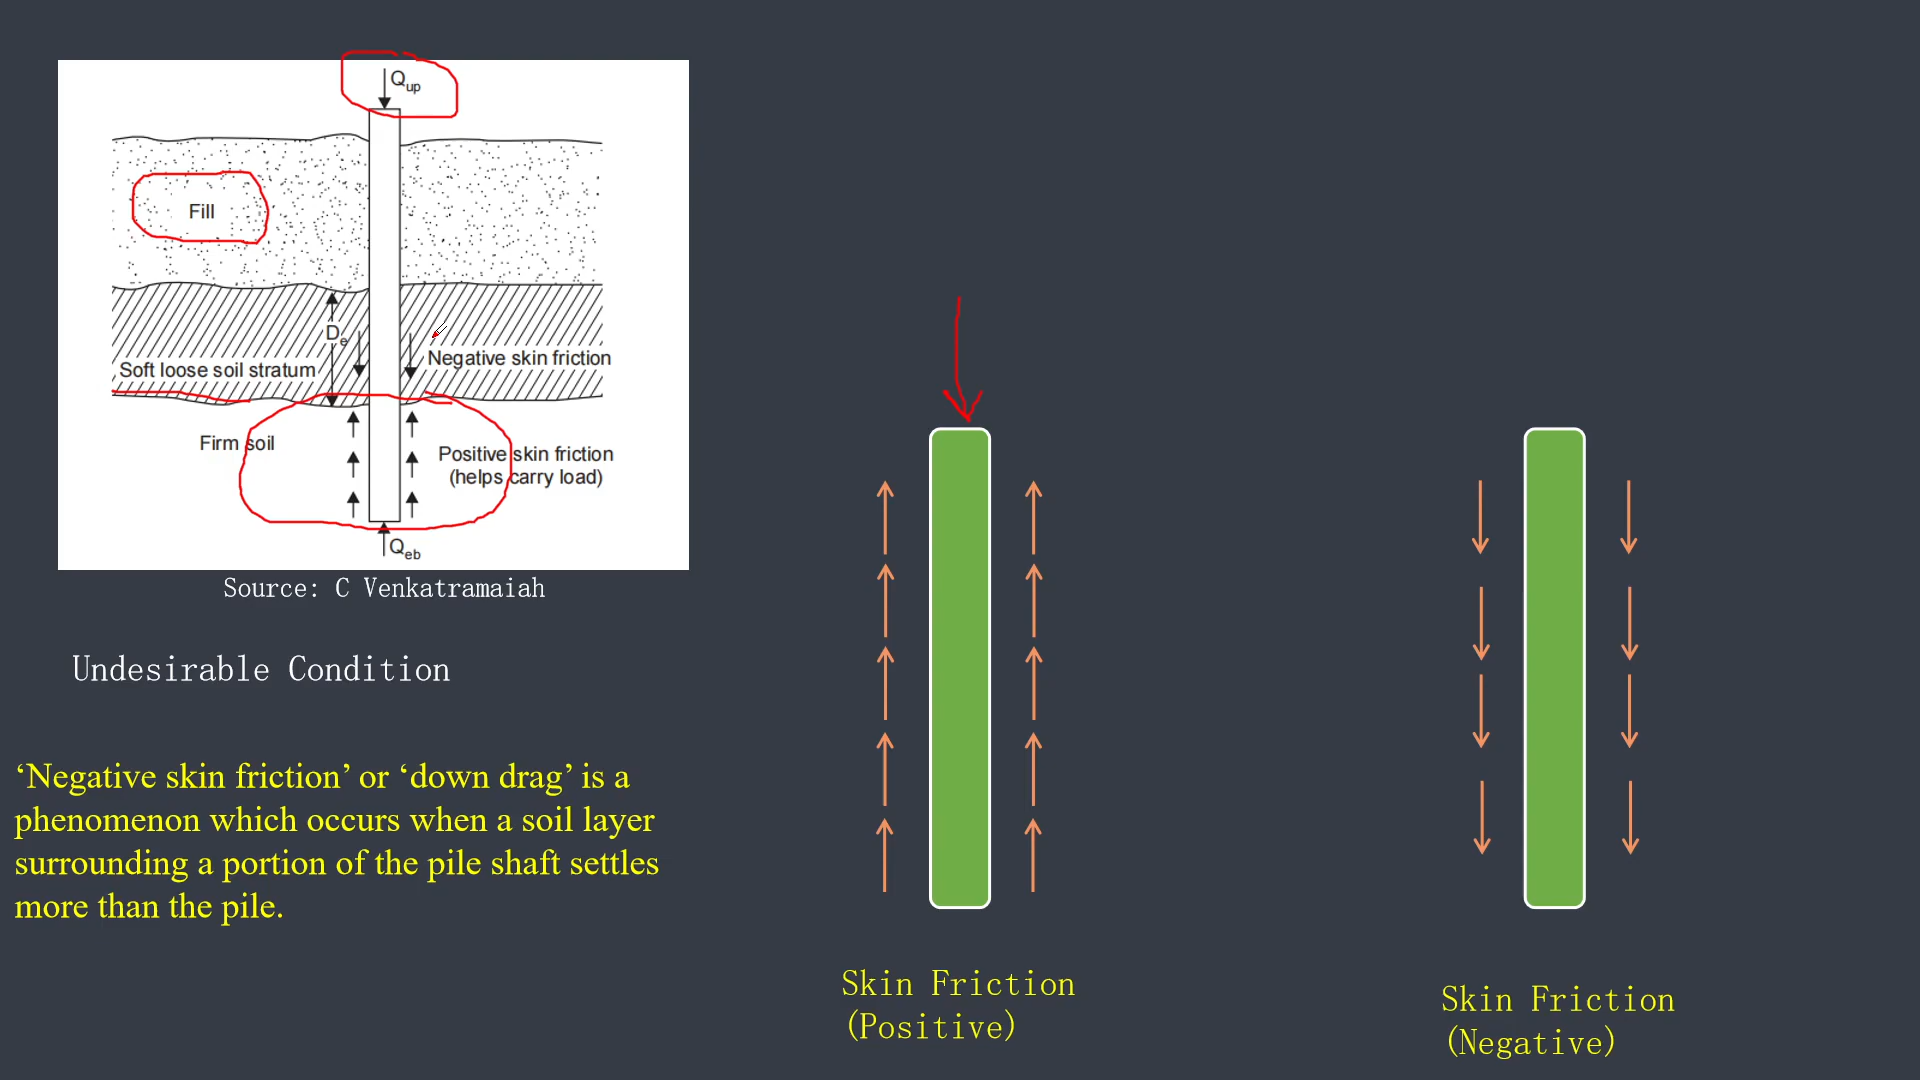 Qup
Fill
De
Negative skin friction
Soft loose soil stratum
Firm soil
Positive skin friction
(helps carry load)
Qeb
Source: C Venkatramaiah
Undesirable Condition
‘Negative skin friction’ or ‘down drag’ is a
phenomenon which occurs when a soil layer
surrounding a portion of the pile shaft settles
more than the pile.
Skin Friction
(Positive)
Skin Friction
(Negative)